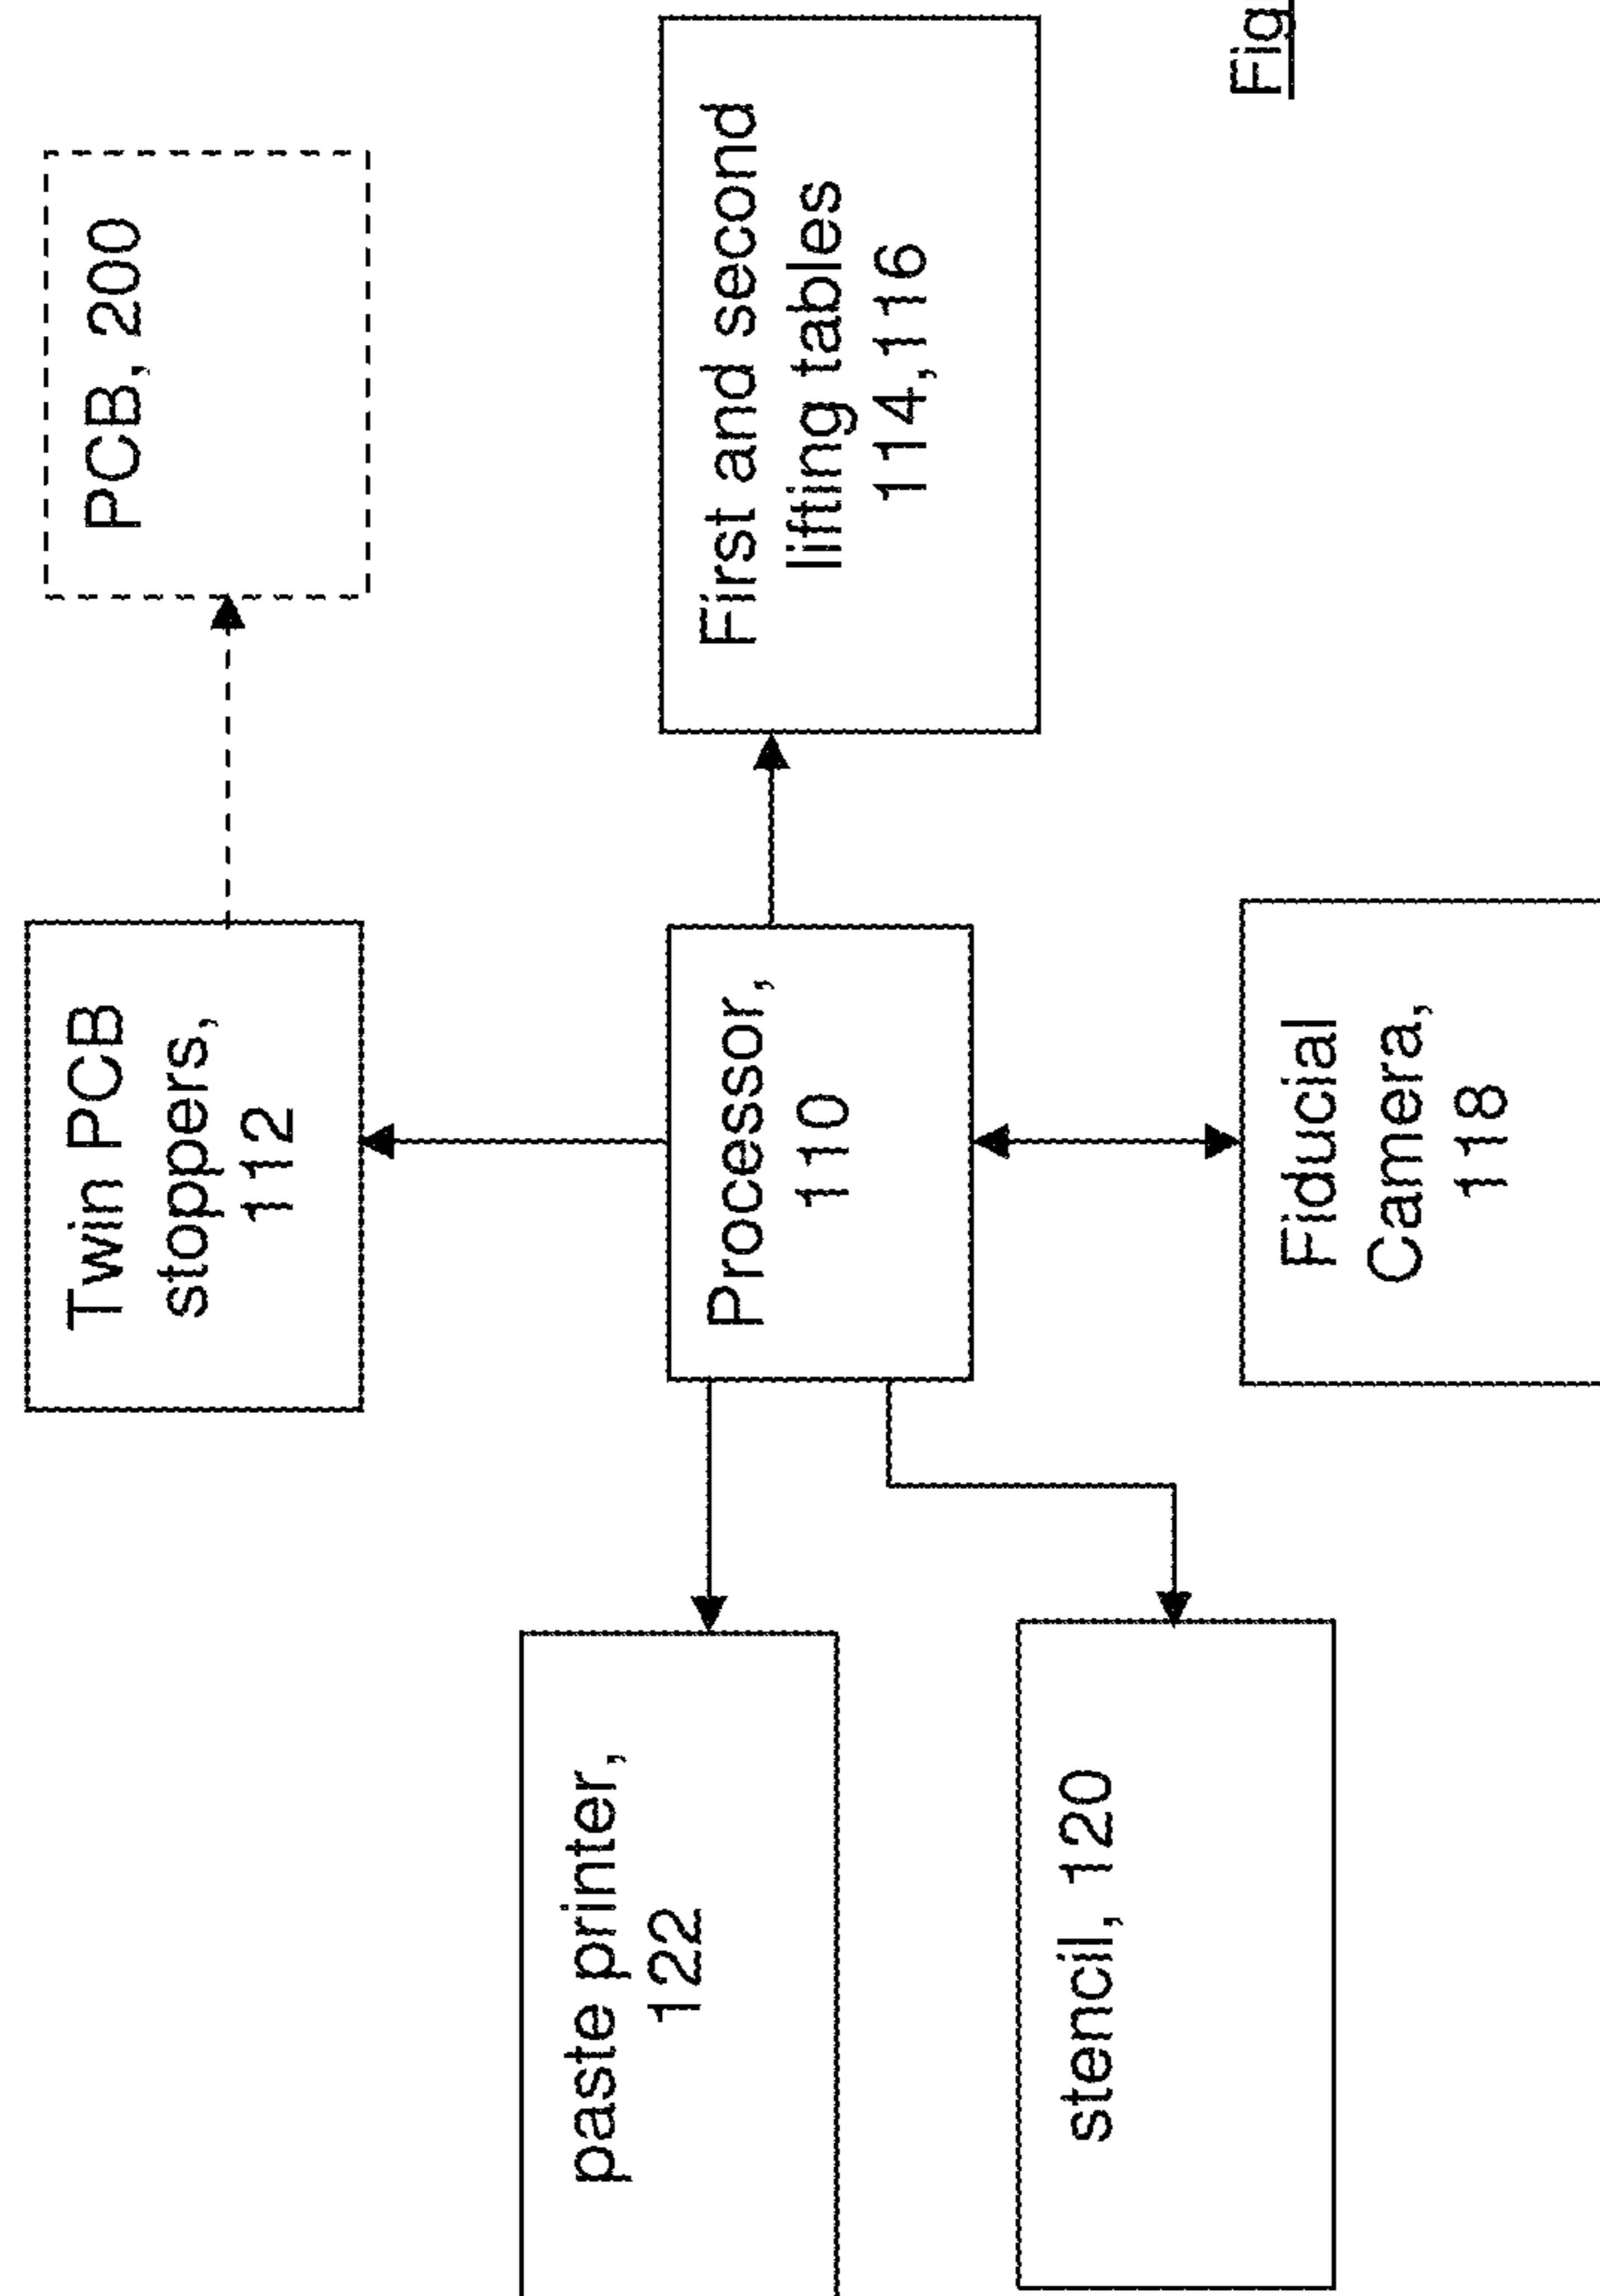 Twin PCB
stoppers,
112
PCB, 200
paste printer,
122
Processor,
110
First and second
lifting tables
114,116
stencil, 120
Fiducial
Camera,
118
Fig